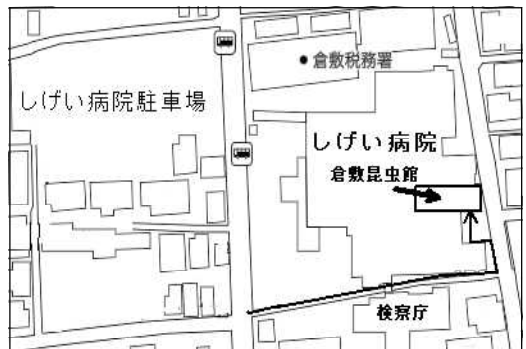 倉敷税務署
しげい病院駐車場
しげい病院
倉敷昆虫館
検察庁